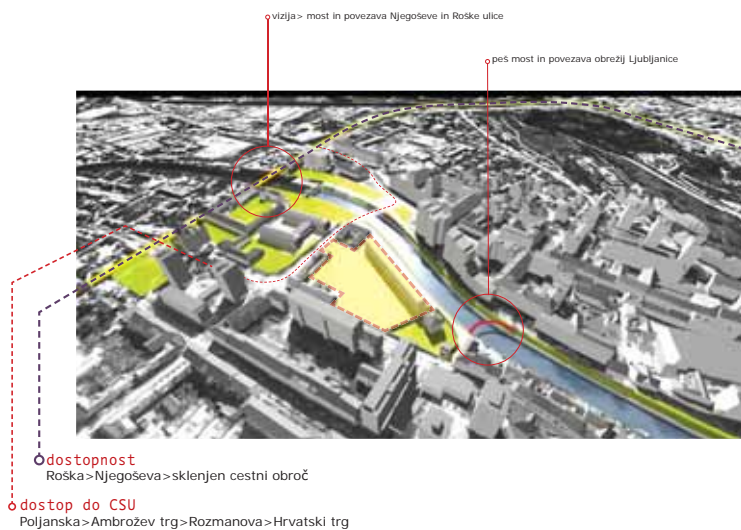 vizija> most in povezava Njegoševe in Roške ulice
peš most in povezava obrežij Ljubljanice
dostopnost
Roška>Njegoševa>sklenjen cestni obroč
dostop do CSU
Poljanska>Ambrožev trg>Rozmanova>Hrvatski trg